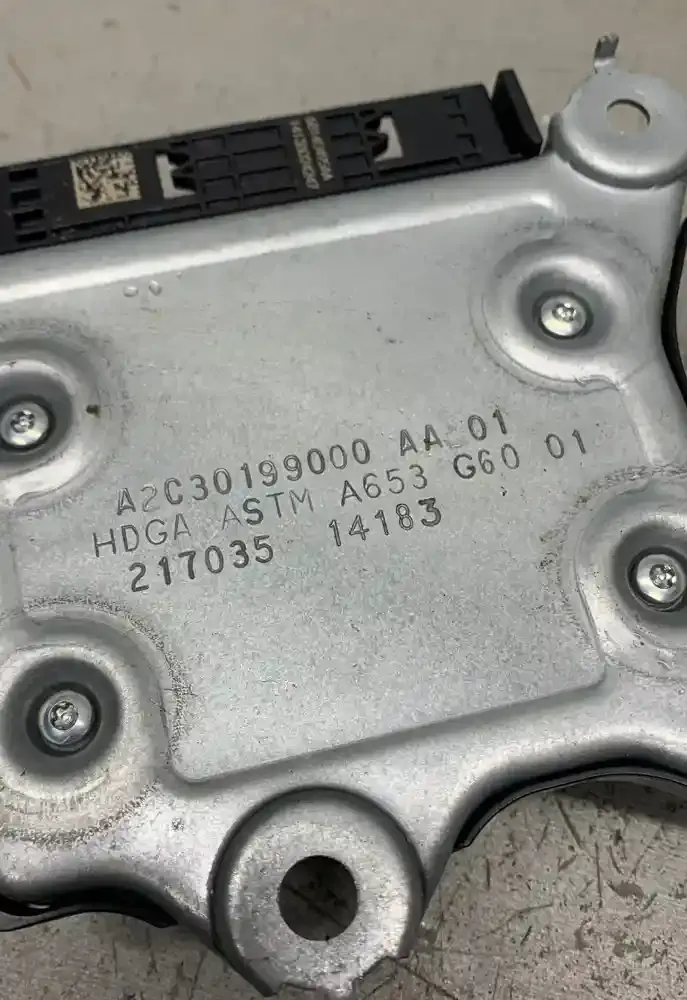 A2C30199000 AA 01
HDGA ASTM A653 G60 01
217035 14183